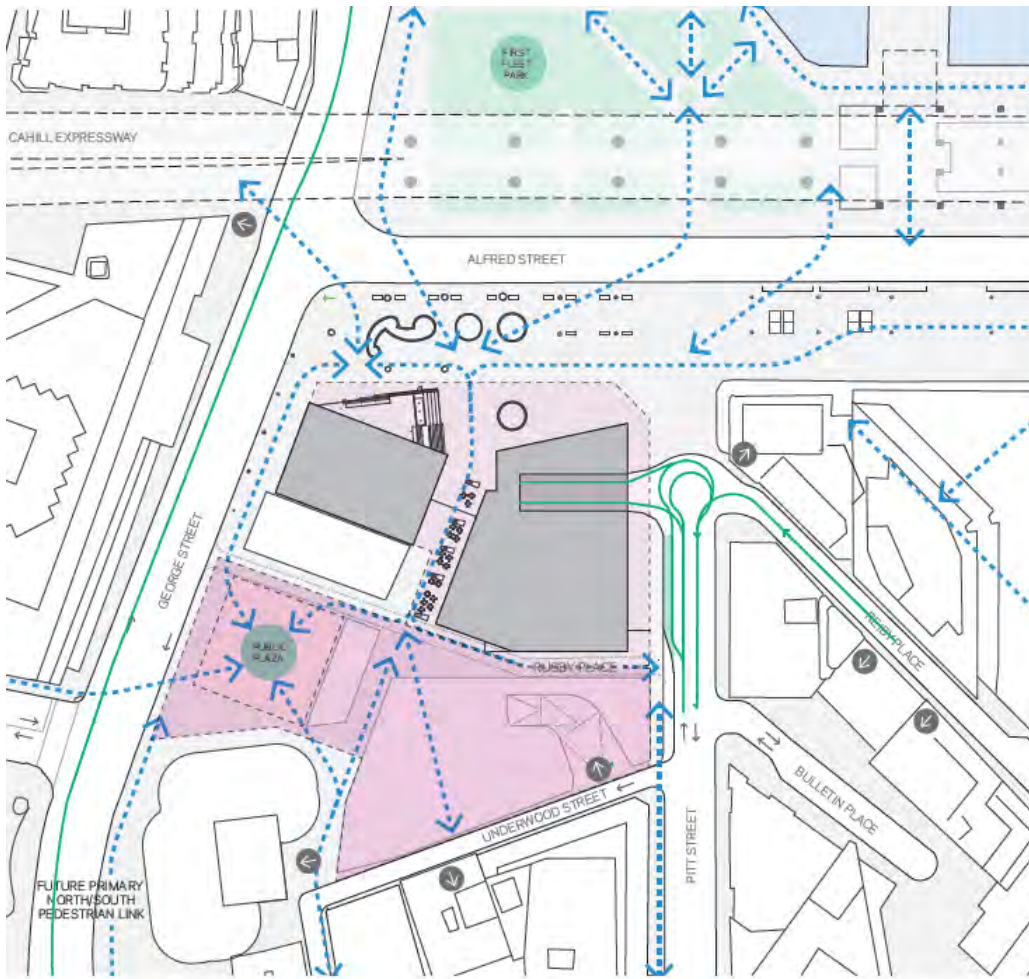 FIRST
FLEET
PARK
CAHILL EXPRESSWAY
ALFRED STREET
GEORGE STREET
PUBLIC
PLAZA
RUGBY PLACE
REIBY PLACE
UNDERWOOD STREET
BULLETIN PLACE
PITT STREET
FUTURE PRIMARY
NORTH/SOUTH
PEDESTRIAN LINK